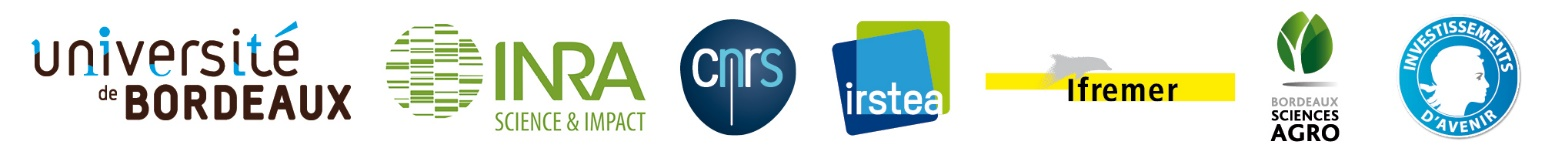 université
de BORDEAUX
INRA
SCIENCE & IMPACT
cnrs
irstea
Ifremer
BORDEAUX
SCIENCES
AGRO
INVESTISSEMENTS
D'AVENIR